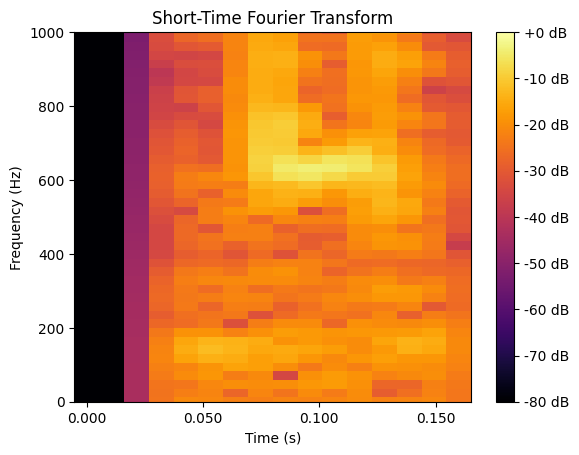 Short-Time Fourier Transform
1000
800
600
400
200
0
Frequency (Hz)
0.000
0.050
0.100
0.150
Time (s)
+0 dB
-10 dB
-20 dB
-30 dB
-40 dB
-50 dB
-60 dB
-70 dB
-80 dB